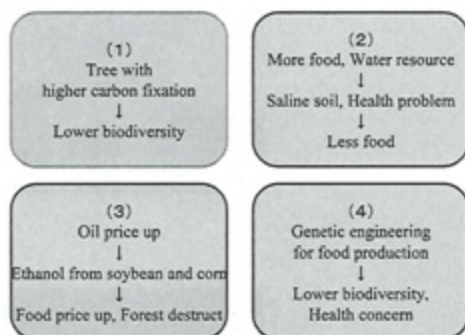 (1)
Tree with
higher carbon fixation
↓
Lower biodiversity
(2)
More food, Water resource
↓
Saline soil, Health problem
↓
Less food
(3)
Oil price up
↓
Ethanol from soybean and corn
↓
Food price up, Forest destruct
(4)
Genetic engineering
for food production
↓
Lower biodiversity,
Health concern